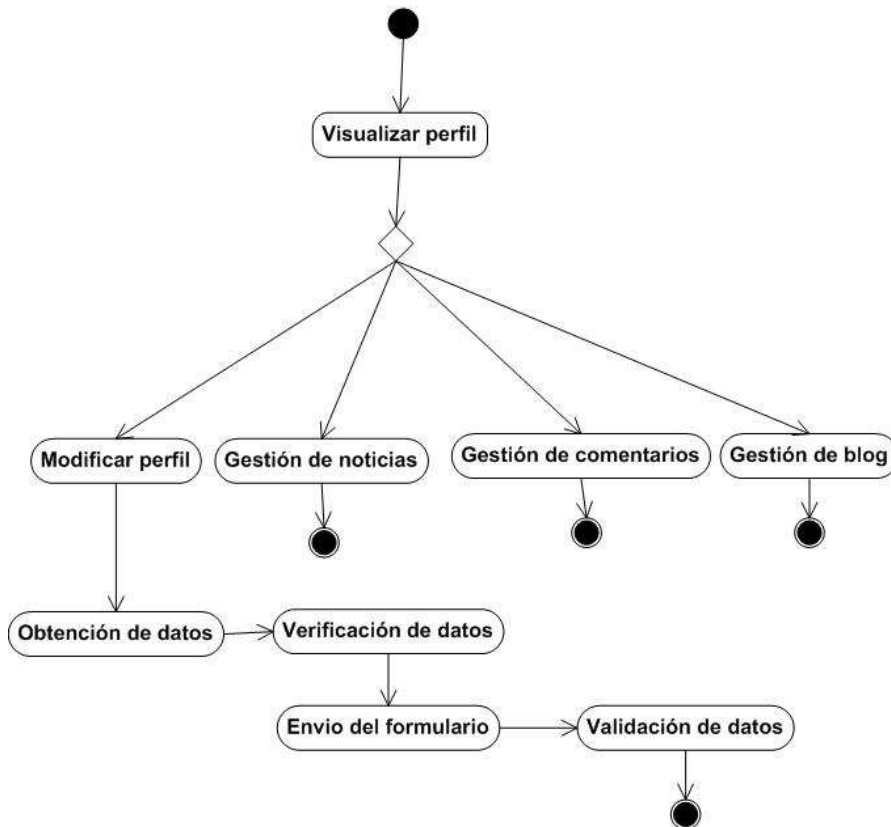 Visualizar perfil
Modificar perfil
Gestión de noticias
Gestión de comentarios
Gestión de blog
Obtención de datos
Verificación de datos
Envio del formulario
Validación de datos